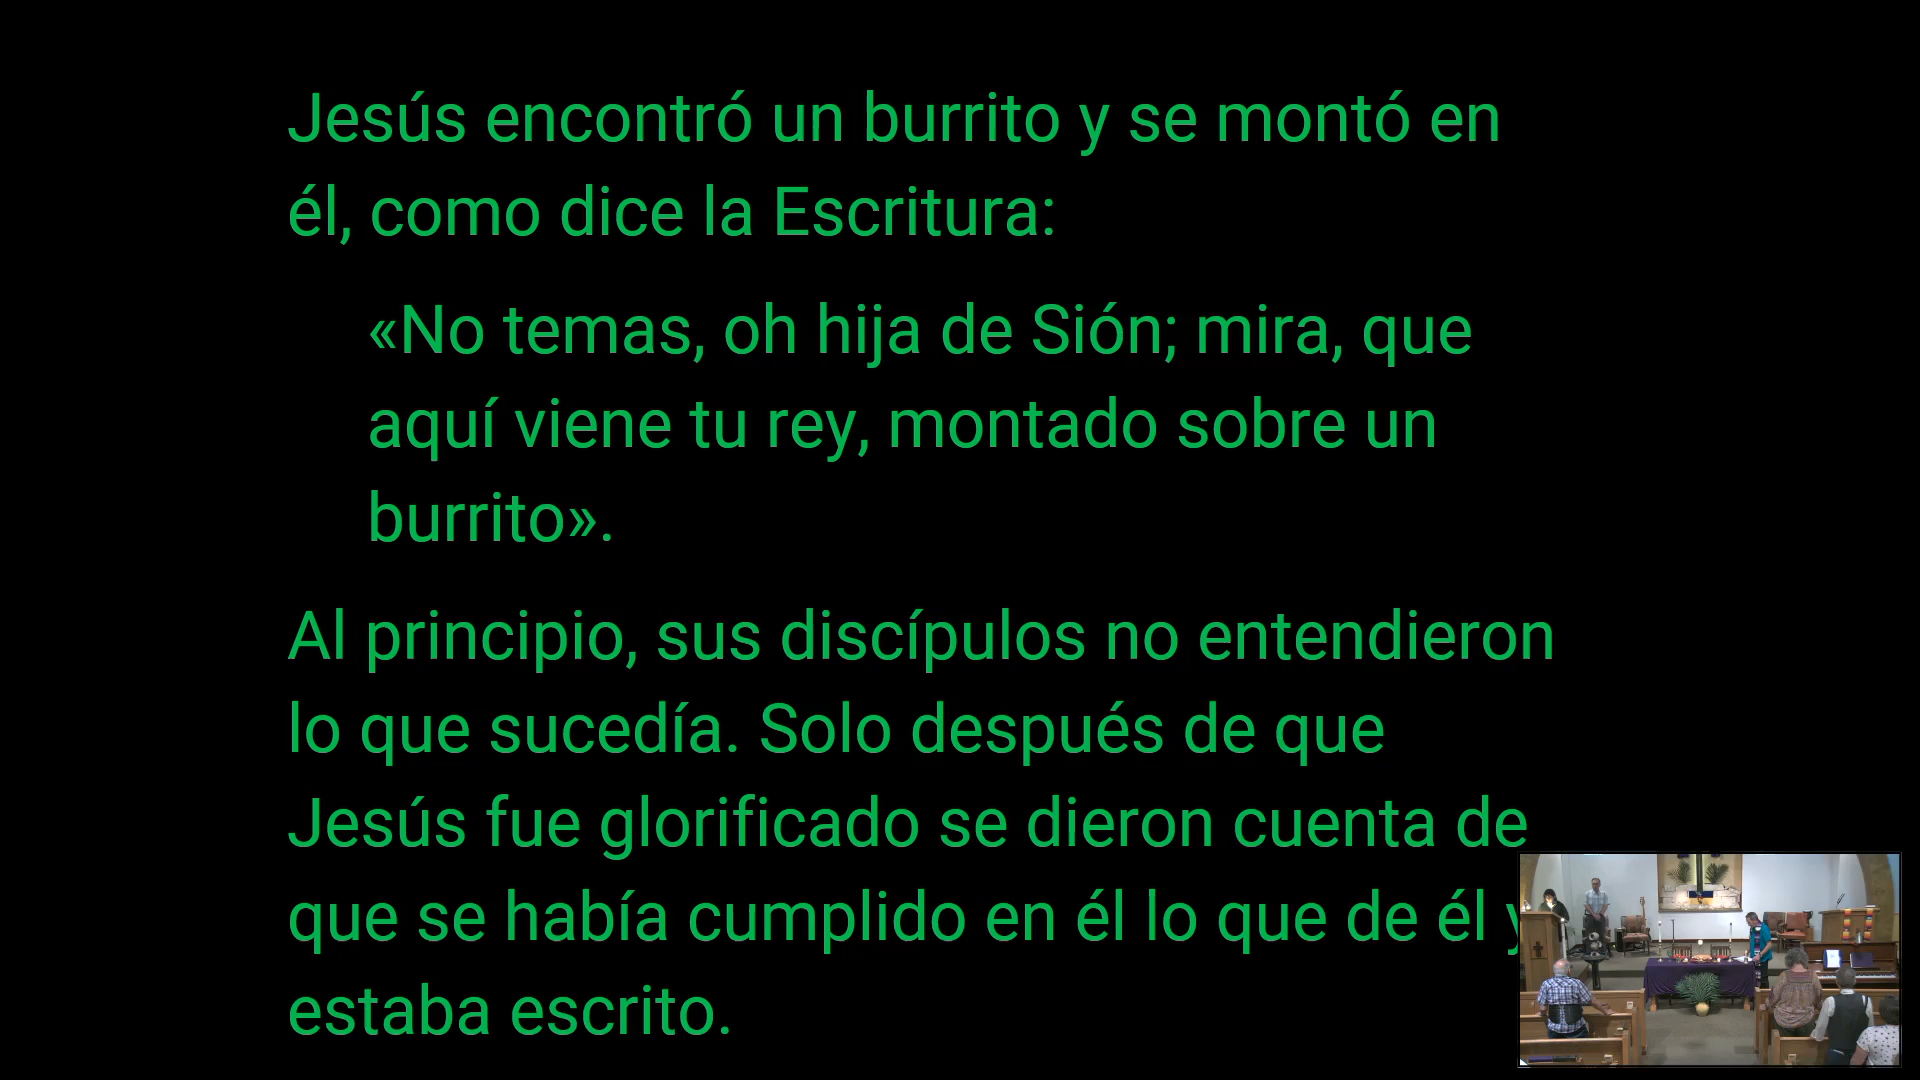 Jesús encontró un burrito y se montó en
él, como dice la Escritura:
«No temas, oh hija de Sión; mira, que
aquí viene tu rey, montado sobre un
burrito».
Al principio, sus discípulos no entendieron
lo que sucedía. Solo después de que
Jesús fue glorificado se dieron cuenta de
que se había cumplido en él lo que de él y
estaba escrito.